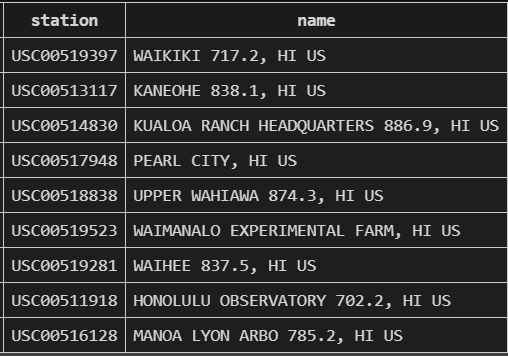 station name
USC00519397 WAIKIKI 717.2, HI US
USC00513117 KANEOHE 838.1, HI US
USC00514830 KUALOA RANCH HEADQUARTERS 886.9, HI US
USC00517948 PEARL CITY, HI US
USC00518838 UPPER WAHIAWA 874.3, HI US
USC00519523 WAIMANALO EXPERIMENTAL FARM, HI US
USC00519281 WAIHEE 837.5, HI US
USC00511918 HONOLULU OBSERVATORY 702.2, HI US
USC00516128 MANOA LYON ARBO 785.2, HI US